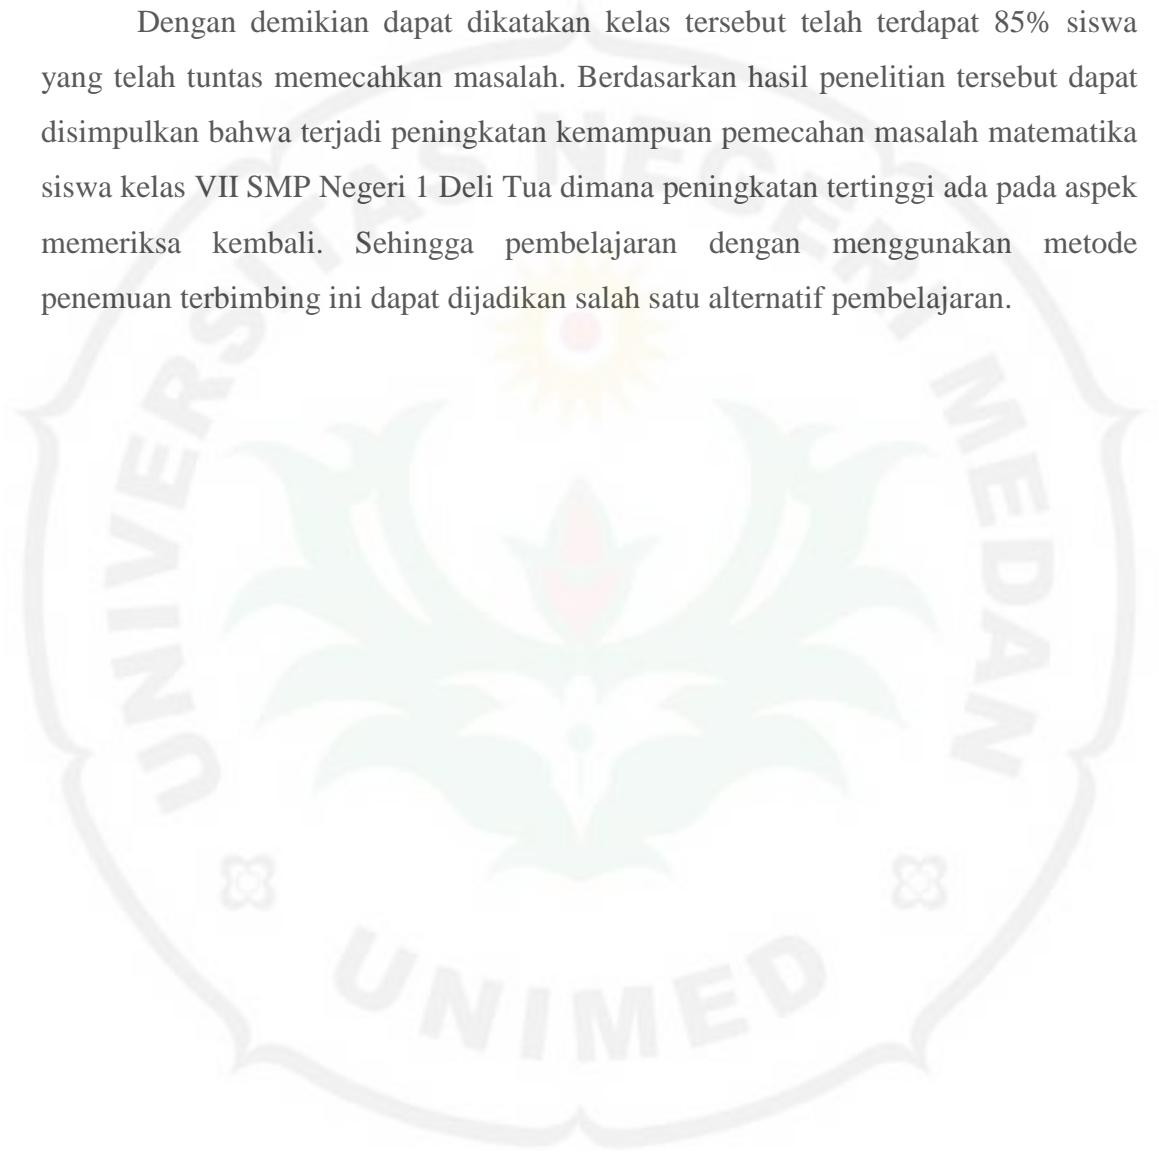 Dengan demikian dapat dikatakan kelas tersebut telah terdapat 85% siswa
yang telah tuntas memecahkan masalah. Berdasarkan hasil penelitian tersebut dapat
disimpulkan bahwa terjadi peningkatan kemampuan pemecahan masalah matematika
siswa kelas VII SMP Negeri 1 Deli Tua dimana peningkatan tertinggi ada pada aspek
memeriksa kembali. Sehingga pembelajaran dengan menggunakan metode
penemuan terbimbing ini dapat dijadikan salah satu alternatif pembelajaran.
UNIVERSITAS NEGERI MEDAN
UNIMED